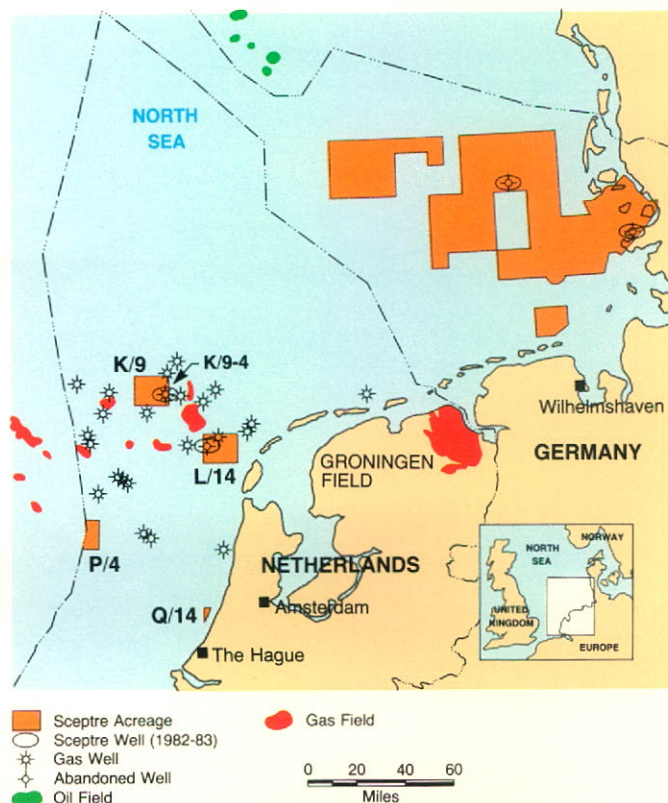 NORTH
SEA
K/9
K/9-4
L/14
P/4
Q/14
GRONINGEN
FIELD
Wilhelmshaven
GERMANY
NETHERLANDS
Amsterdam
The Hague
NORTH
SEA
NORWAY
UNITED
KINGDOM
EUROPE
Sceptre Acreage
Sceptre Well (1982-83)
Gas Well
Abandoned Well
Oil Field
Gas Field
0 20 40 60
Miles